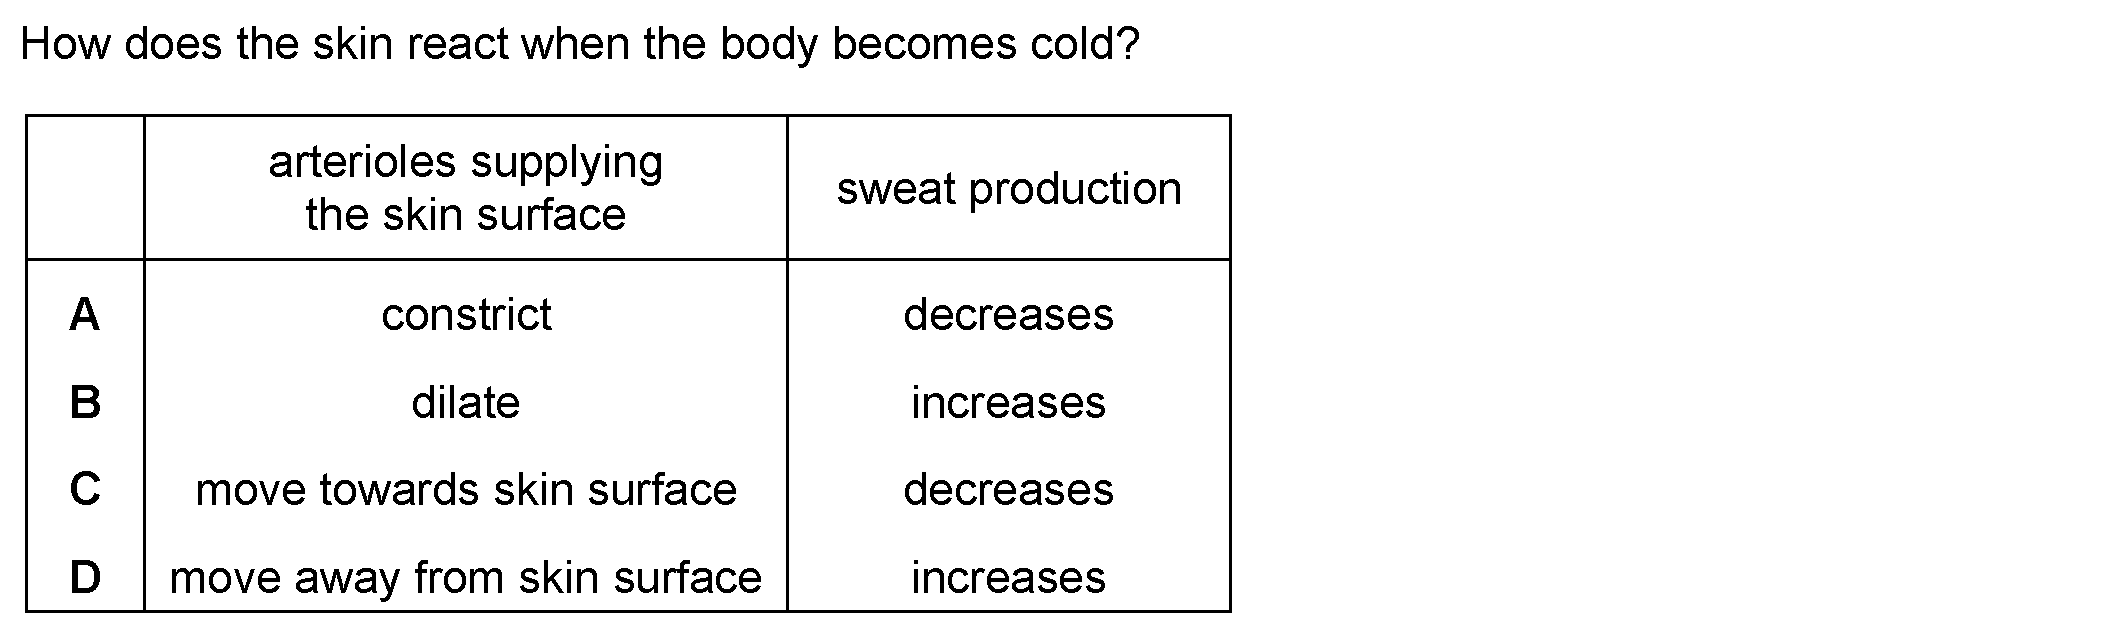 How does the skin react when the body becomes cold?
arterioles supplying
the skin surface
sweat production
A constrict decreases
B dilate increases
C move towards skin surface decreases
D move away from skin surface increases